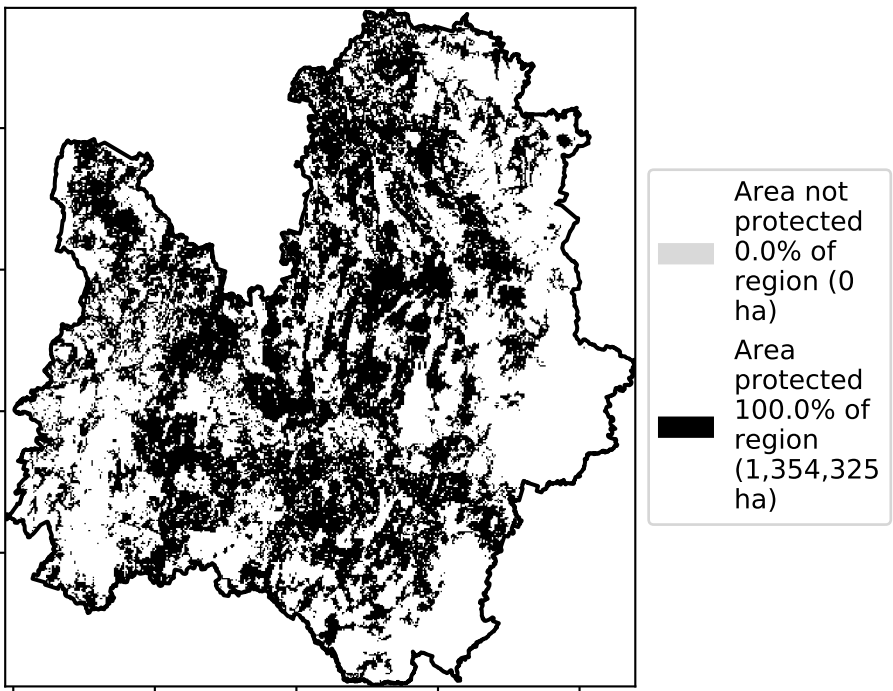 Area not
protected
0.0% of
region (0
ha)
Area
protected
100.0% of
region
(1,354,325
ha)